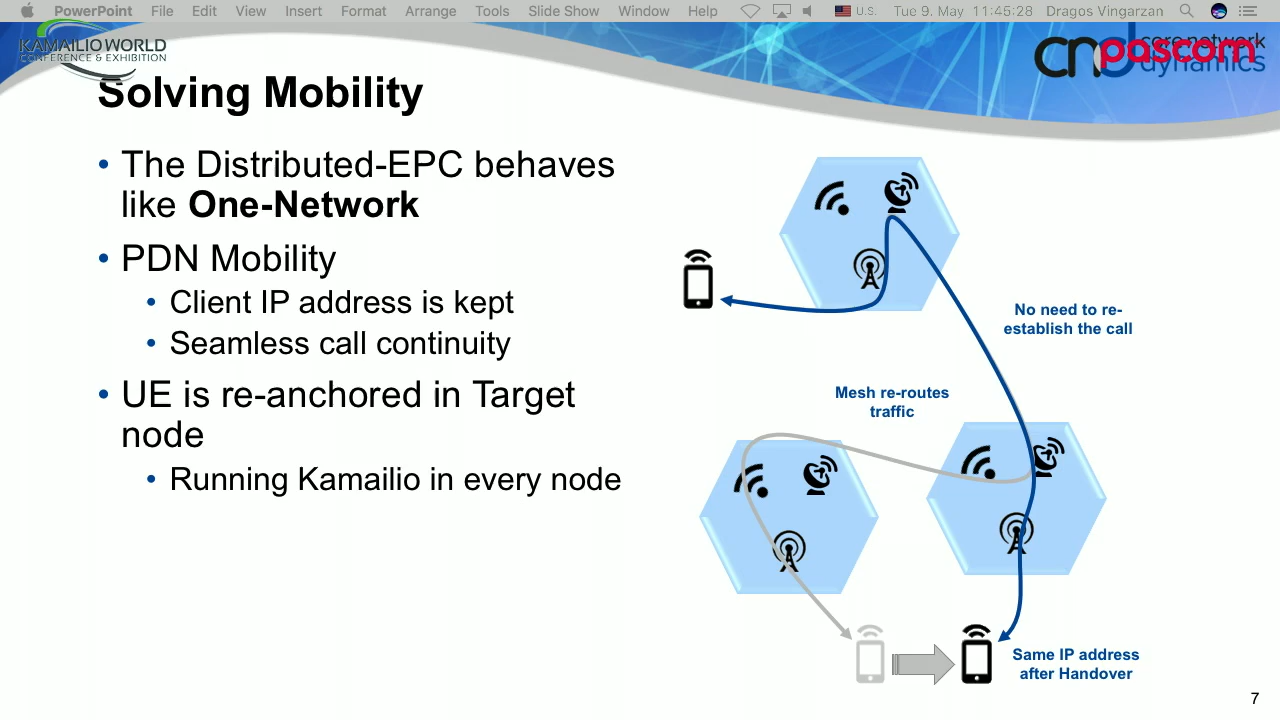 PowerPoint File Edit View Insert Format Arrange Tools Slide Show Window Help U.S. Tue 9. May 11:45:28 Dragos Vingarzan
KAMAILIO WORLD
CONFERENCE & EXHIBITION
core network
dynamics
cnd
pascom
Solving Mobility
• The Distributed-EPC behaves
like One-Network
• PDN Mobility
• Client IP address is kept
• Seamless call continuity
• UE is re-anchored in Target
node
• Running Kamailio in every node
No need to re-
establish the call
Mesh re-routes
traffic
Same IP address
after Handover
7